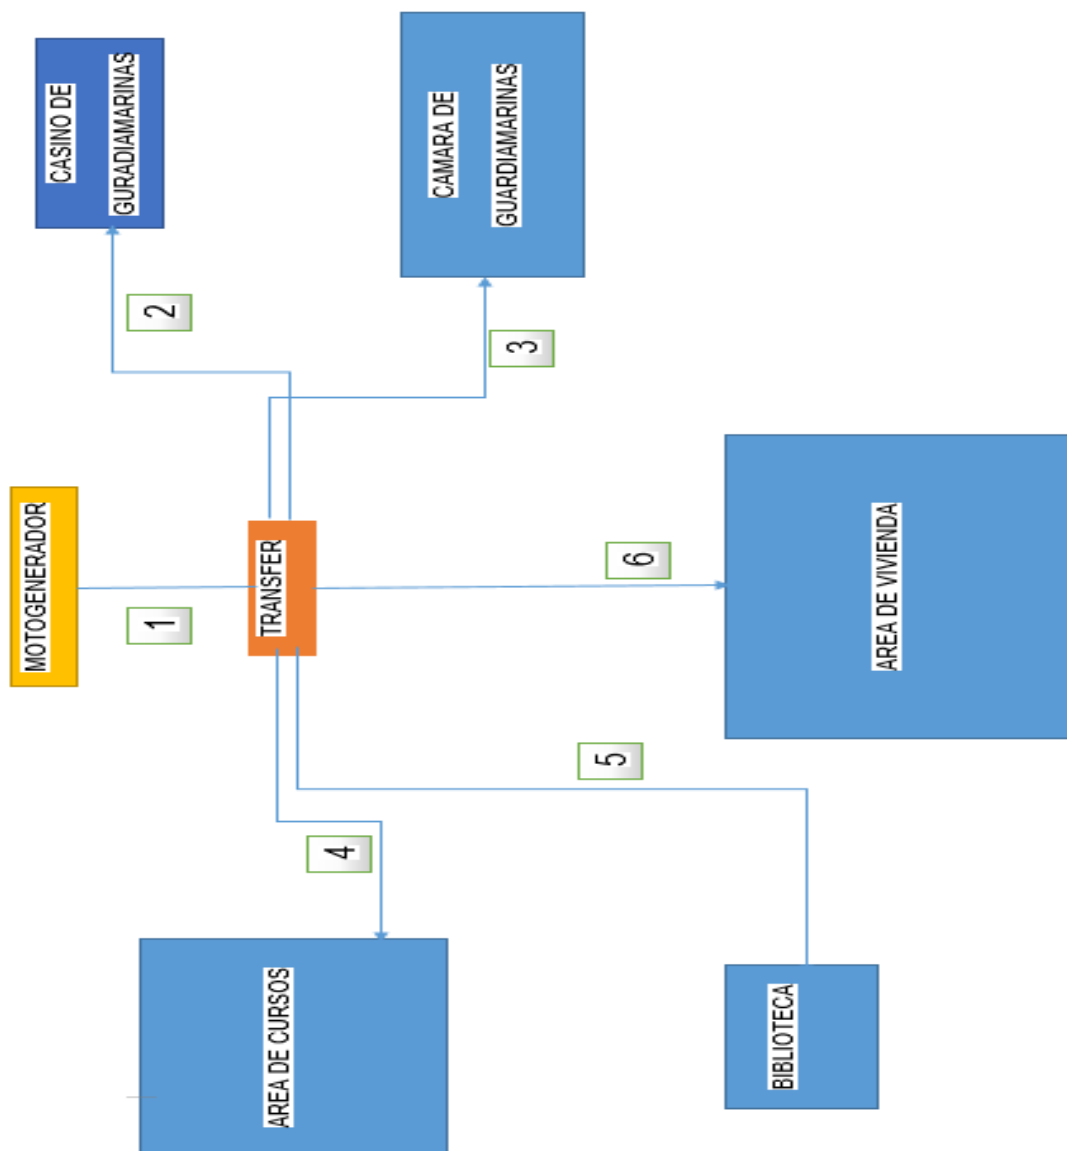 MOTOGENERADOR
CASINO DE
GURADIAMARINAS
1
2
AREA DE CURSOS
TRANSFER
4
CAMARA DE
GUARDIAMARINAS
3
5
6
BIBLIOTECA
AREA DE VIVIENDA